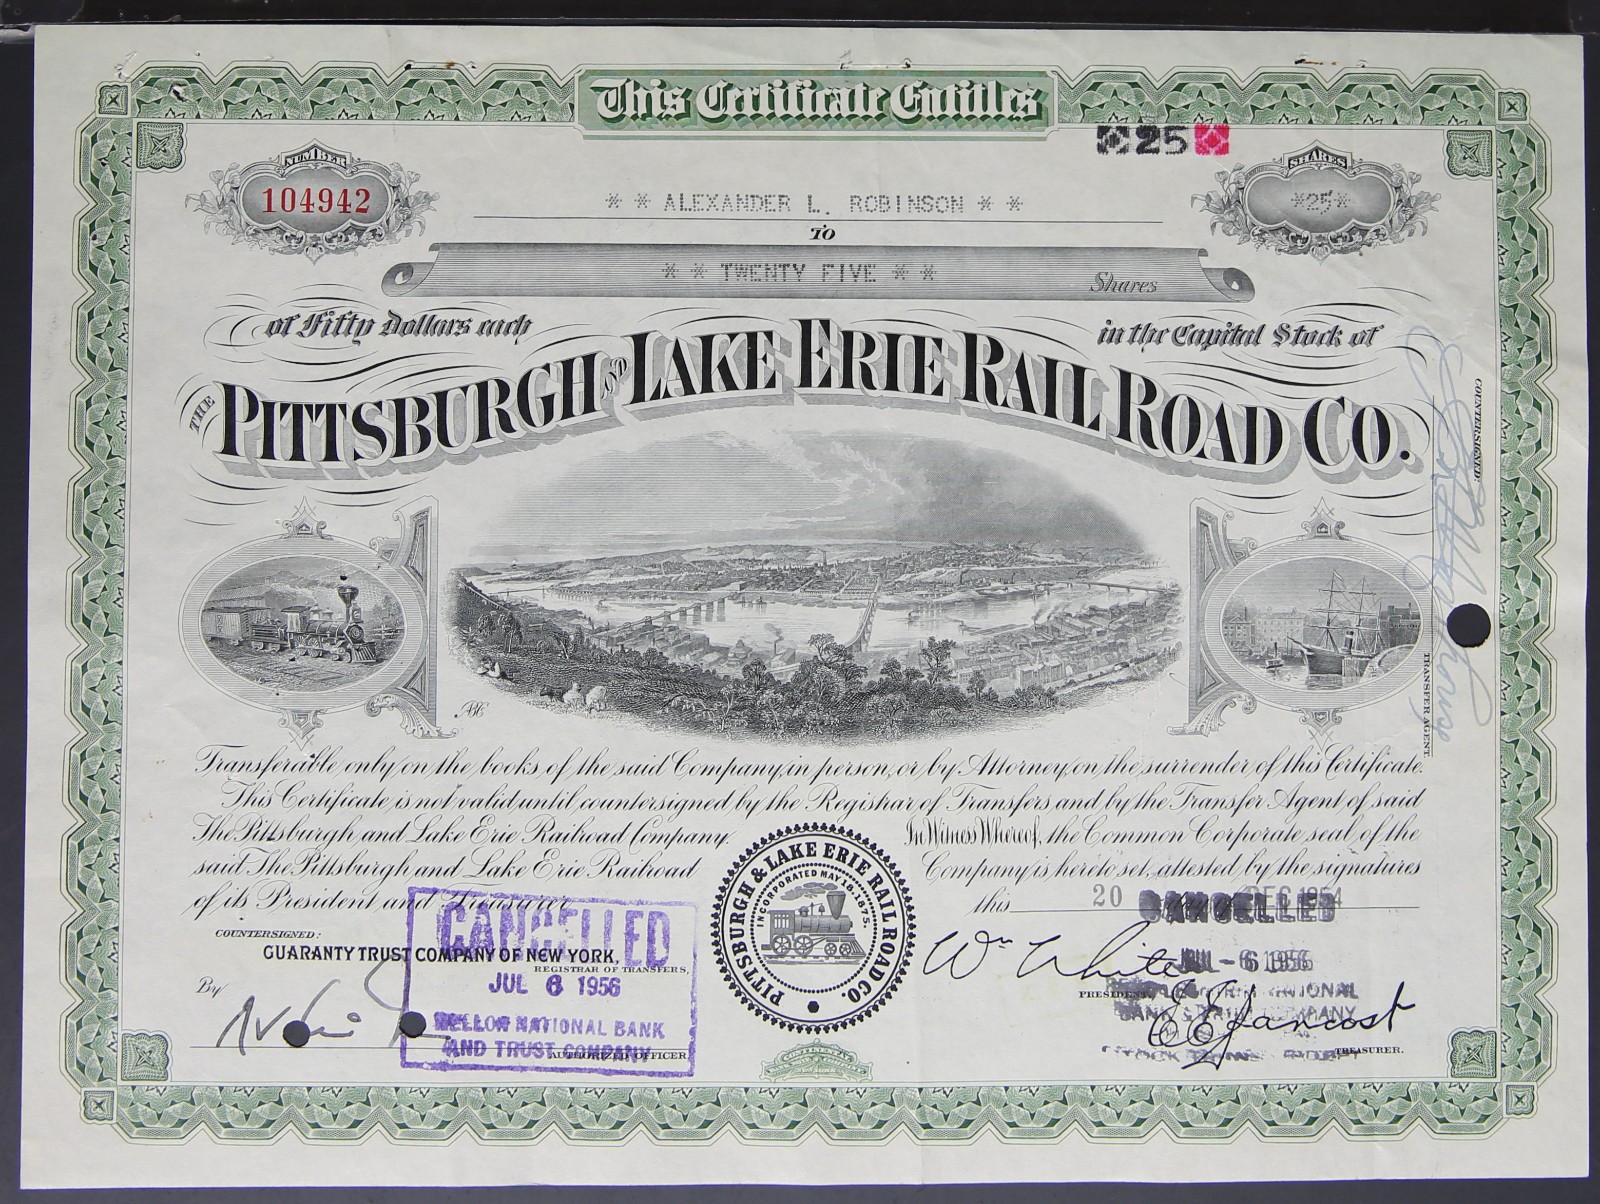 This Certificate Entitles
25
NUMBER
104942
* * ALEXANDER L. ROBINSON * *
SHARES
*25*
TO
* * TWENTY FIVE * *
Shares
of Fifty Dollars each
in the Capital Stock of
THE PITTSBURGH AND LAKE ERIE RAIL ROAD CO.
COUNTERSIGNED:
TRANSFER AGENT.
Transferable only on the books of the said Company, in person, or by Attorney, on the surrender of this Certificate.
This Certificate is not valid until countersigned by the Registrar of Transfers and by the Transfer Agent of said
The Pittsburgh and Lake Erie Railroad Company.
In Witness Whereof, the Common Corporate seal of the
said The Pittsburgh and Lake Erie Railroad
Company is hereto set, attested by the signatures
of its President and Treasurer
this 20 DEC 1954
CANCELLED
COUNTERSIGNED:
GUARANTY TRUST COMPANY OF NEW YORK,
REGISTRAR OF TRANSFERS,
By
AUTHORIZED OFFICER.
CANCELLED
JUL 6 1956
MELLON NATIONAL BANK
AND TRUST COMPANY
PITTSBURGH & LAKE ERIE RAIL ROAD CO.
INCORPORATED MAY 18, 1875.
Wm White
JUL - 6 1956
PRESIDENT
TREASURER.